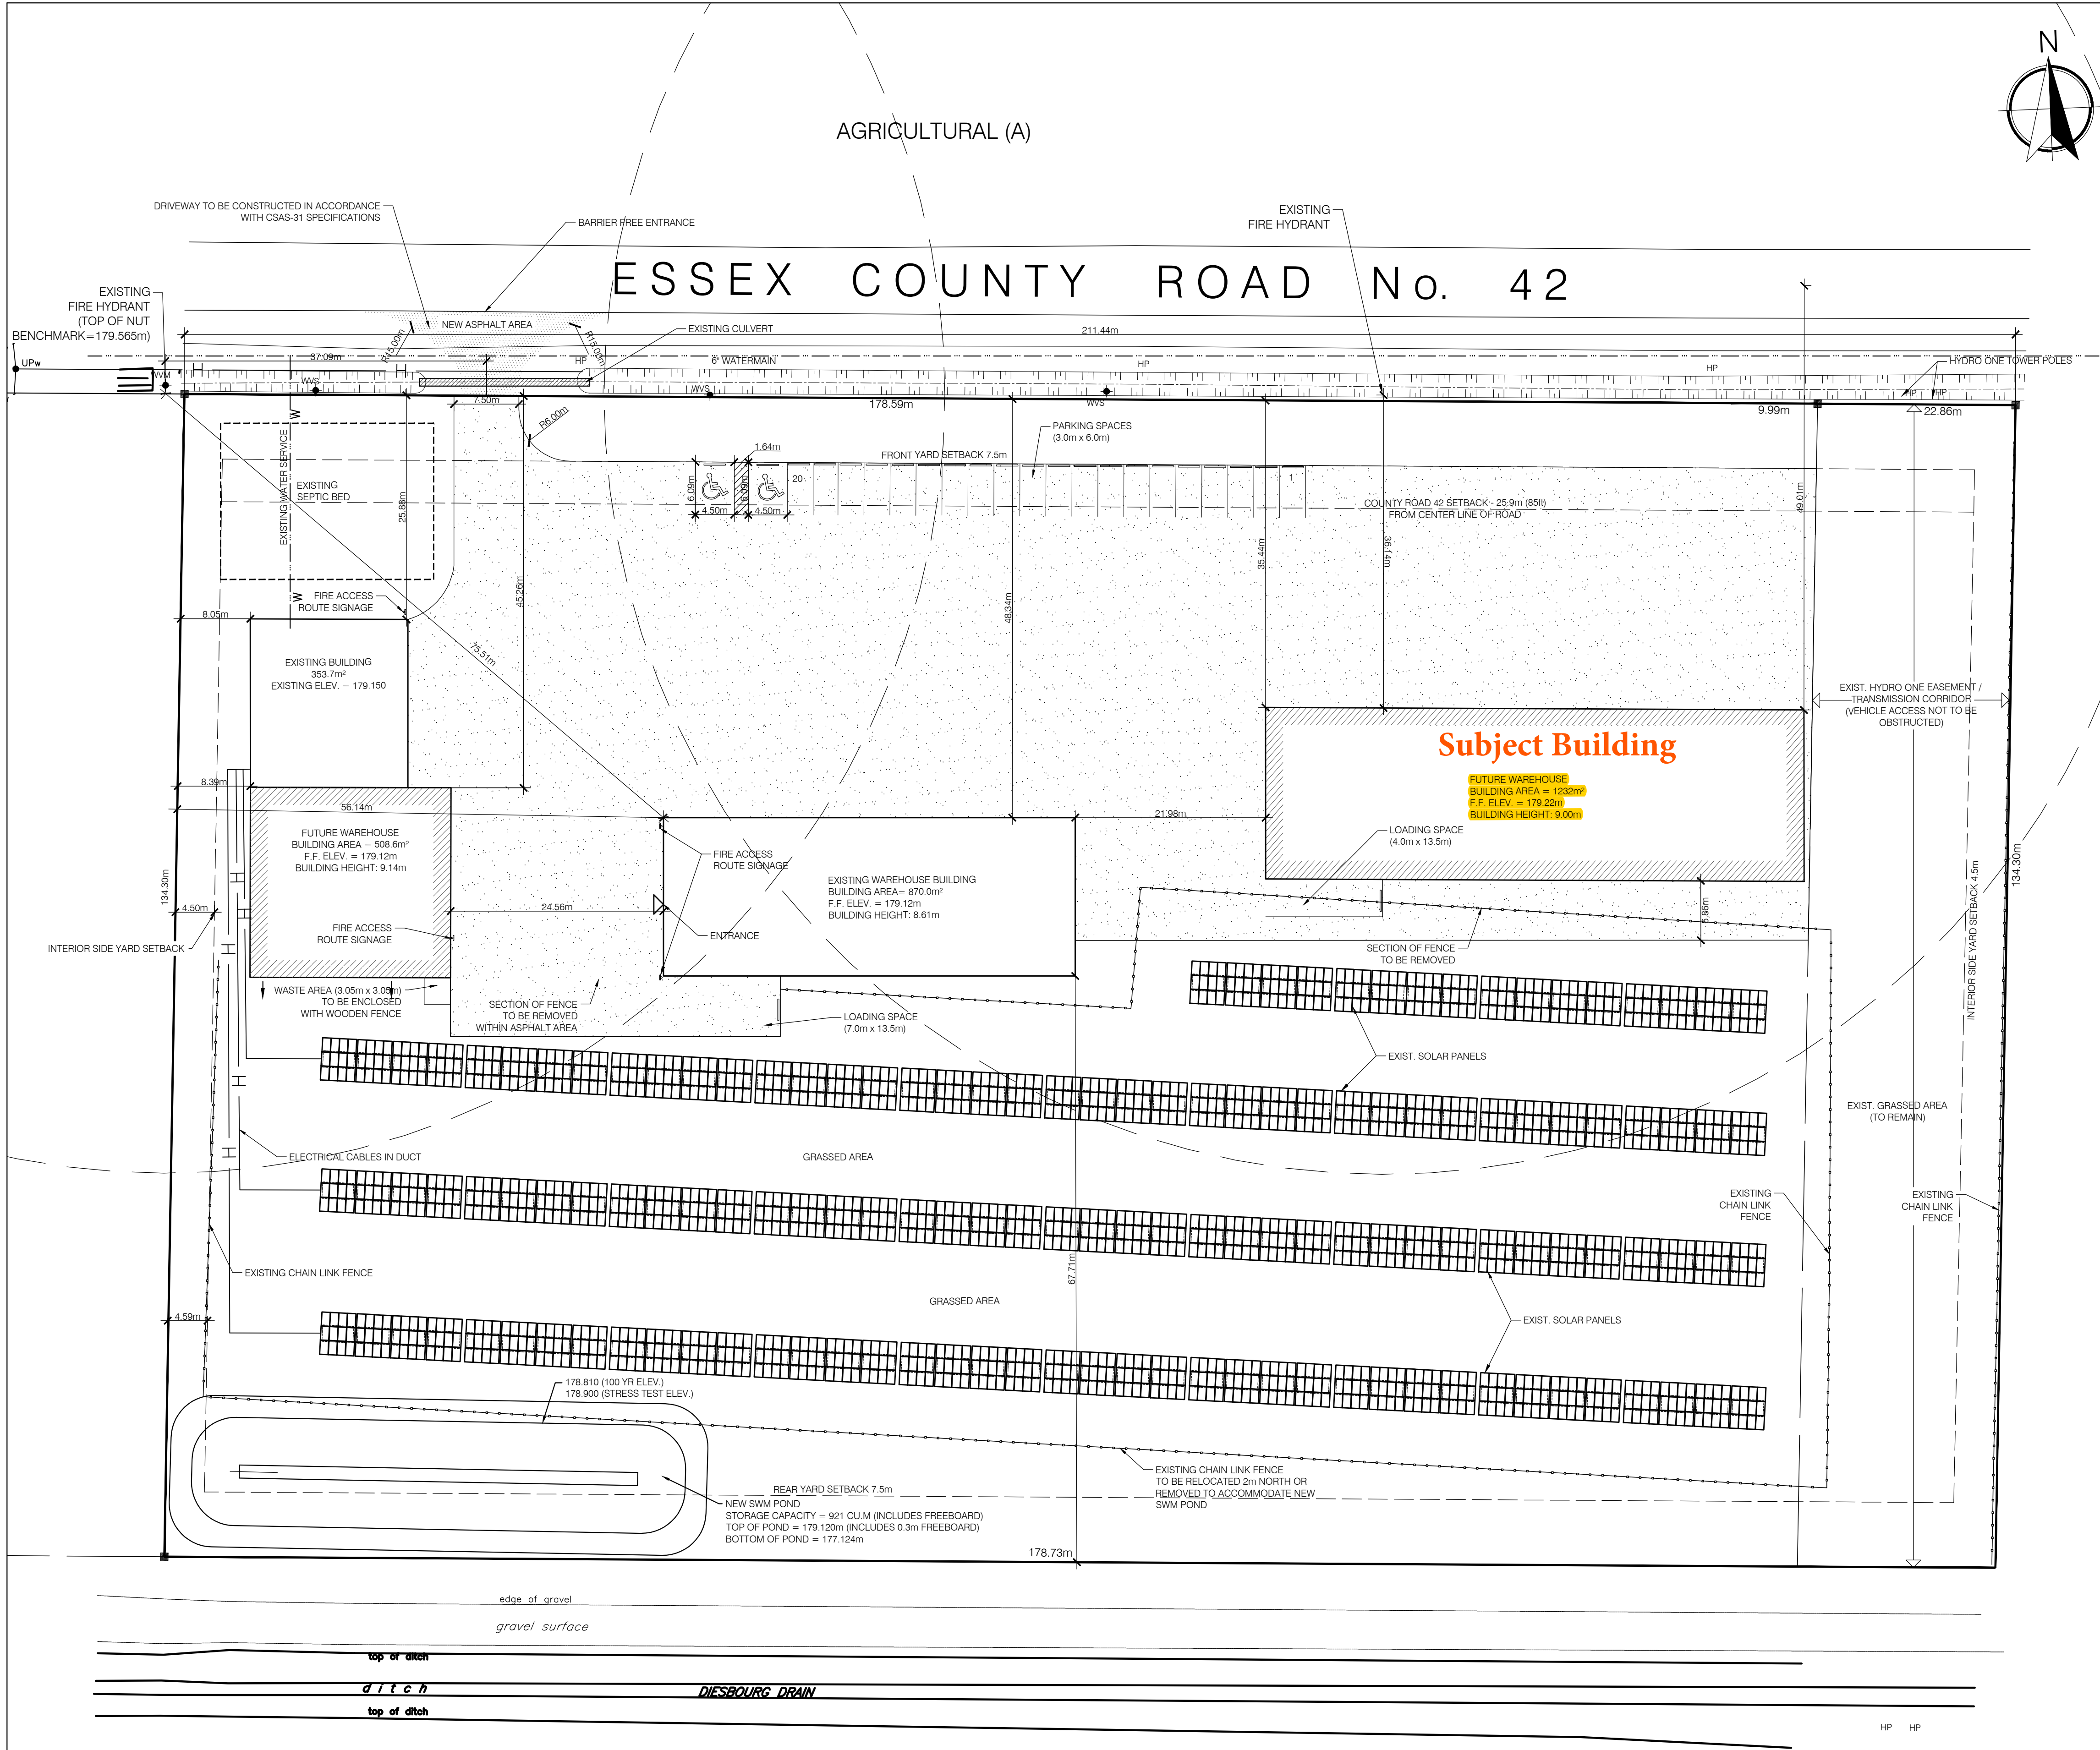 N
AGRICULTURAL (A)
DRIVEWAY TO BE CONSTRUCTED IN ACCORDANCE
WITH CSAS-31 SPECIFICATIONS
BARRIER FREE ENTRANCE
EXISTING
FIRE HYDRANT
ESSEX COUNTY ROAD No. 42
EXISTING
FIRE HYDRANT
(TOP OF NUT
BENCHMARK=179.565m)
NEW ASPHALT AREA
R15.00m
R15.00m
EXISTING CULVERT
211.44m
37.09m
HP
6" WATERMAIN
HP
HP
HYDRO ONE TOWER POLES
UPw
WVM
H
H
WVS
WVS
WVS
HP
HP
7.50m
178.59m
9.99m
22.86m
R6.00m
PARKING SPACES
(3.0m x 6.0m)
1.64m
FRONT YARD SETBACK 7.5m
W
EXISTING WATER SERVICE
EXISTING
SEPTIC BED
25.88m
6.09m
6.09m
20
1
4.50m
4.50m
COUNTY ROAD 42 SETBACK - 25.9m (85ft)
FROM CENTER LINE OF ROAD
49.01m
35.44m
36.14m
45.26m
48.34m
W
FIRE ACCESS
ROUTE SIGNAGE
8.05m
75.51m
EXISTING BUILDING
353.7m²
EXISTING ELEV. = 179.150
EXIST. HYDRO ONE EASEMENT /
TRANSMISSION CORRIDOR
(VEHICLE ACCESS NOT TO BE
OBSTRUCTED)
Subject Building
FUTURE WAREHOUSE
BUILDING AREA = 1232m²
F.F. ELEV. = 179.22m
BUILDING HEIGHT: 9.00m
8.39m
56.14m
21.98m
FUTURE WAREHOUSE
BUILDING AREA = 508.6m²
F.F. ELEV. = 179.12m
BUILDING HEIGHT: 9.14m
LOADING SPACE
(4.0m x 13.5m)
FIRE ACCESS
ROUTE SIGNAGE
EXISTING WAREHOUSE BUILDING
BUILDING AREA= 870.0m²
F.F. ELEV. = 179.12m
BUILDING HEIGHT: 8.61m
134.30m
134.30m
4.50m
H
H
24.56m
5.86m
INTERIOR SIDE YARD SETBACK 4.5m
FIRE ACCESS
ROUTE SIGNAGE
ENTRANCE
INTERIOR SIDE YARD SETBACK
H
SECTION OF FENCE
TO BE REMOVED
WASTE AREA (3.05m x 3.05m)
TO BE ENCLOSED
WITH WOODEN FENCE
SECTION OF FENCE
TO BE REMOVED
WITHIN ASPHALT AREA
LOADING SPACE
(7.0m x 13.5m)
EXIST. SOLAR PANELS
H
EXIST. GRASSED AREA
(TO REMAIN)
H
ELECTRICAL CABLES IN DUCT
GRASSED AREA
EXISTING
CHAIN LINK
FENCE
EXISTING
CHAIN LINK
FENCE
EXISTING CHAIN LINK FENCE
67.71m
GRASSED AREA
4.59m
EXIST. SOLAR PANELS
178.810 (100 YR ELEV.)
178.900 (STRESS TEST ELEV.)
EXISTING CHAIN LINK FENCE
TO BE RELOCATED 2m NORTH OR
REMOVED TO ACCOMMODATE NEW
SWM POND
REAR YARD SETBACK 7.5m
NEW SWM POND
STORAGE CAPACITY = 921 CU.M (INCLUDES FREEBOARD)
TOP OF POND = 179.120m (INCLUDES 0.3m FREEBOARD)
BOTTOM OF POND = 177.124m
178.73m
edge of gravel
gravel surface
top of ditch
ditch
DIESBOURG DRAIN
top of ditch
HP HP